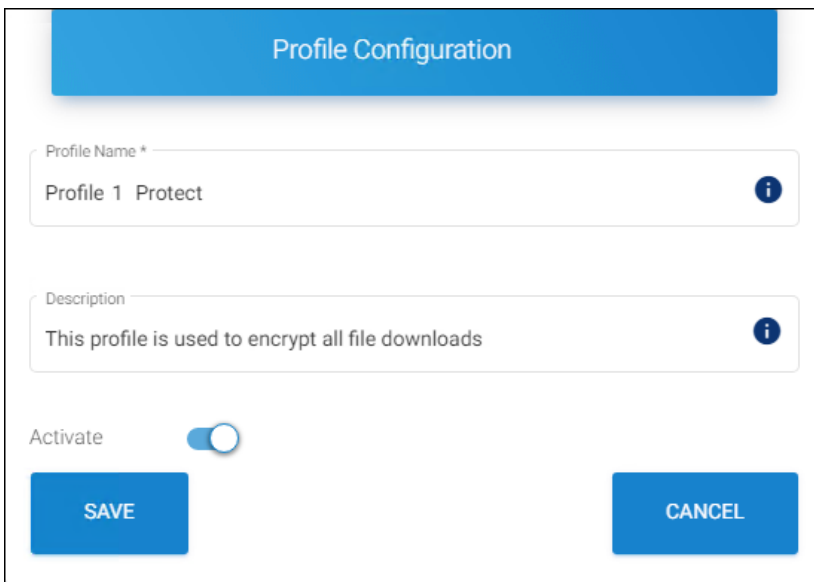 Profile Configuration
Profile Name *
Profile 1 Protect
Description
This profile is used to encrypt all file downloads
Activate
SAVE
CANCEL